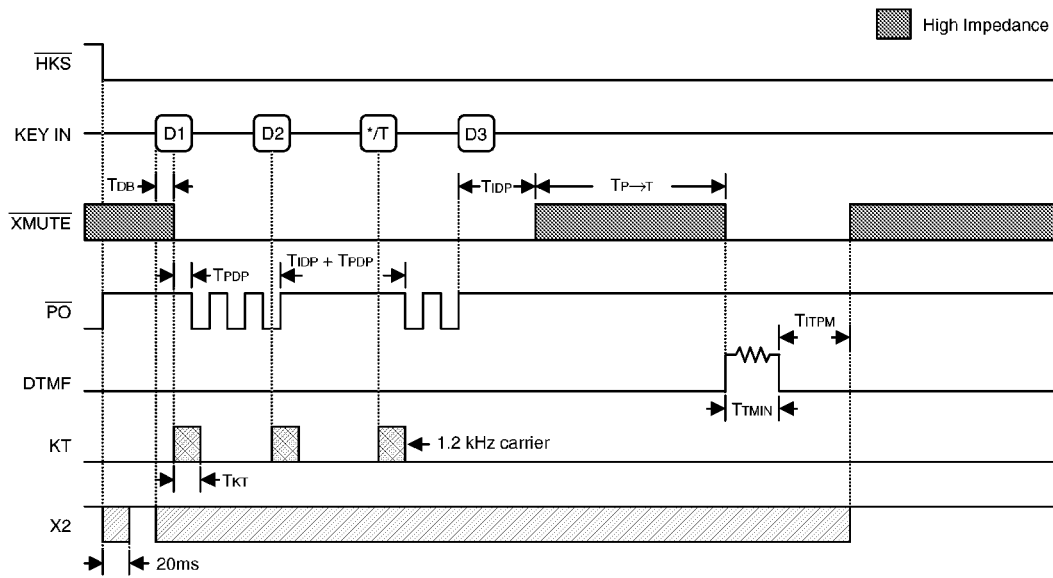 High Impedance
HKS
KEY IN
D1
D2
*/T
D3
TDB
TIDP
TP→T
XMUTE
TPDP
TIDP + TPDP
PO
TITPM
DTMF
TTMIN
KT
1.2 kHz carrier
TKT
X2
20ms